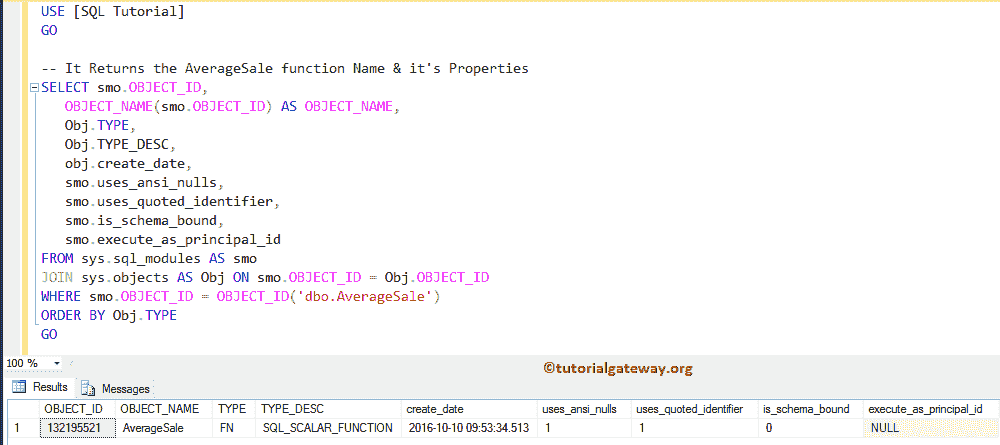 USE [SQL Tutorial]
GO
-- It Returns the AverageSale function Name & it's Properties
SELECT smo.OBJECT_ID,
OBJECT_NAME(smo.OBJECT_ID) AS OBJECT_NAME,
Obj.TYPE,
Obj.TYPE_DESC,
obj.create_date,
smo.uses_ansi_nulls,
smo.uses_quoted_identifier,
smo.is_schema_bound,
smo.execute_as_principal_id
FROM sys.sql_modules AS smo
JOIN sys.objects AS Obj ON smo.OBJECT_ID = Obj.OBJECT_ID
WHERE smo.OBJECT_ID = OBJECT_ID('dbo.AverageSale')
ORDER BY Obj.TYPE
GO
100 %
©tutorialgateway.org
Results Messages
OBJECT_ID OBJECT_NAME TYPE TYPE_DESC create_date uses_ansi_nulls uses_quoted_identifier is_schema_bound execute_as_principal_id
1 132195521 AverageSale FN SQL_SCALAR_FUNCTION 2016-10-10 09:53:34.513 1 1 0 NULL